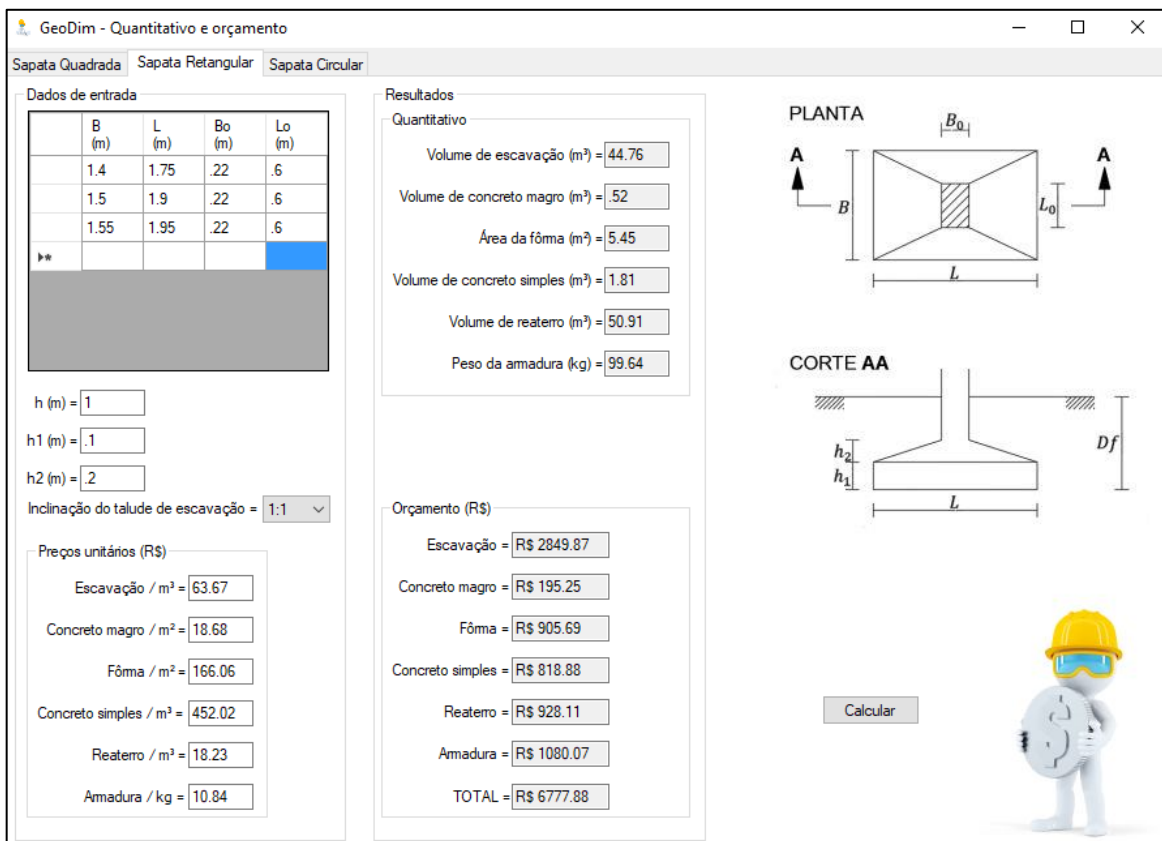 GeoDim - Quantitativo e orçamento
Sapata Quadrada Sapata Retangular Sapata Circular
Dados de entrada
B (m) L (m) Bo (m) Lo (m)
1.4 1.75 .22 .6
1.5 1.9 .22 .6
1.55 1.95 .22 .6
h (m) = 1
h1 (m) = .1
h2 (m) = .2
Inclinação do talude de escavação = 1:1
Preços unitários (R$)
Escavação / m³ = 63.67
Concreto magro / m² = 18.68
Fôrma / m² = 166.06
Concreto simples / m³ = 452.02
Reaterro / m³ = 18.23
Armadura / kg = 10.84
Resultados
Quantitativo
Volume de escavação (m³) = 44.76
Volume de concreto magro (m³) = .52
Área da fôrma (m²) = 5.45
Volume de concreto simples (m³) = 1.81
Volume de reaterro (m³) = 50.91
Peso da armadura (kg) = 99.64
Orçamento (R$)
Escavação = R$ 2849.87
Concreto magro = R$ 195.25
Fôrma = R$ 905.69
Concreto simples = R$ 818.88
Reaterro = R$ 928.11
Armadura = R$ 1080.07
TOTAL = R$ 6777.88
PLANTA
B₀
A A
B L₀
L
CORTE AA
h₂ Df
h₁
L
Calcular
$